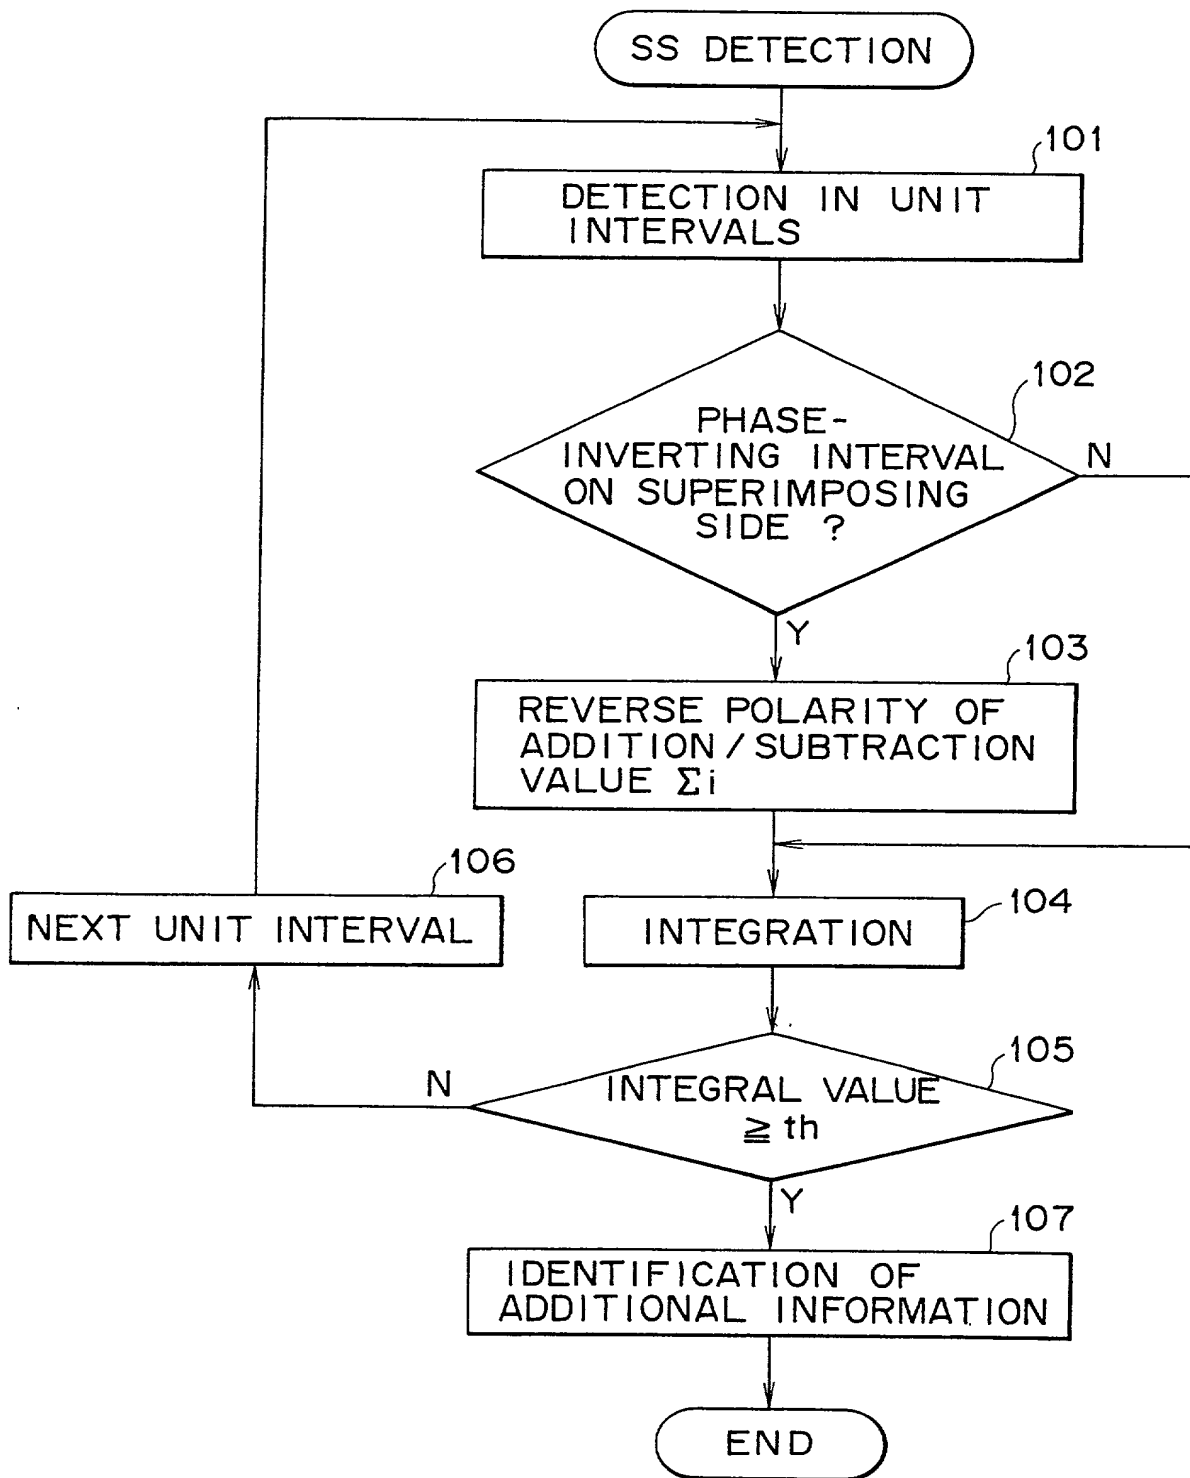 SS DETECTION
101
DETECTION IN UNIT
INTERVALS
102
PHASE-
INVERTING INTERVAL
ON SUPERIMPOSING
SIDE ?
N
Y
103
REVERSE POLARITY OF
ADDITION/SUBTRACTION
VALUE Σi
106
NEXT UNIT INTERVAL
104
INTEGRATION
105
N
INTEGRAL VALUE
≧ th
Y
107
IDENTIFICATION OF
ADDITIONAL INFORMATION
END